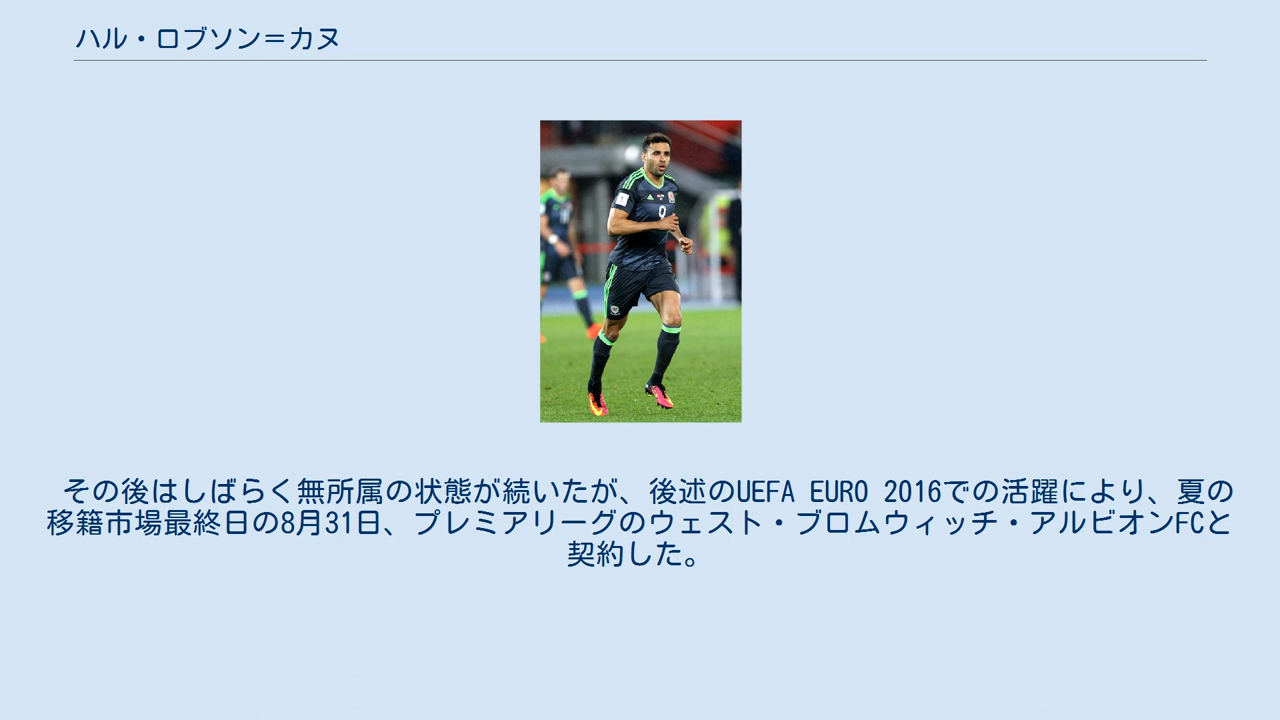 ハル・ロブソン＝カヌ
9
その後はしばらく無所属の状態が続いたが、後述のUEFA EURO 2016での活躍により、夏の
移籍市場最終日の8月31日、プレミアリーグのウェスト・ブロムウィッチ・アルビオンFCと
契約した。